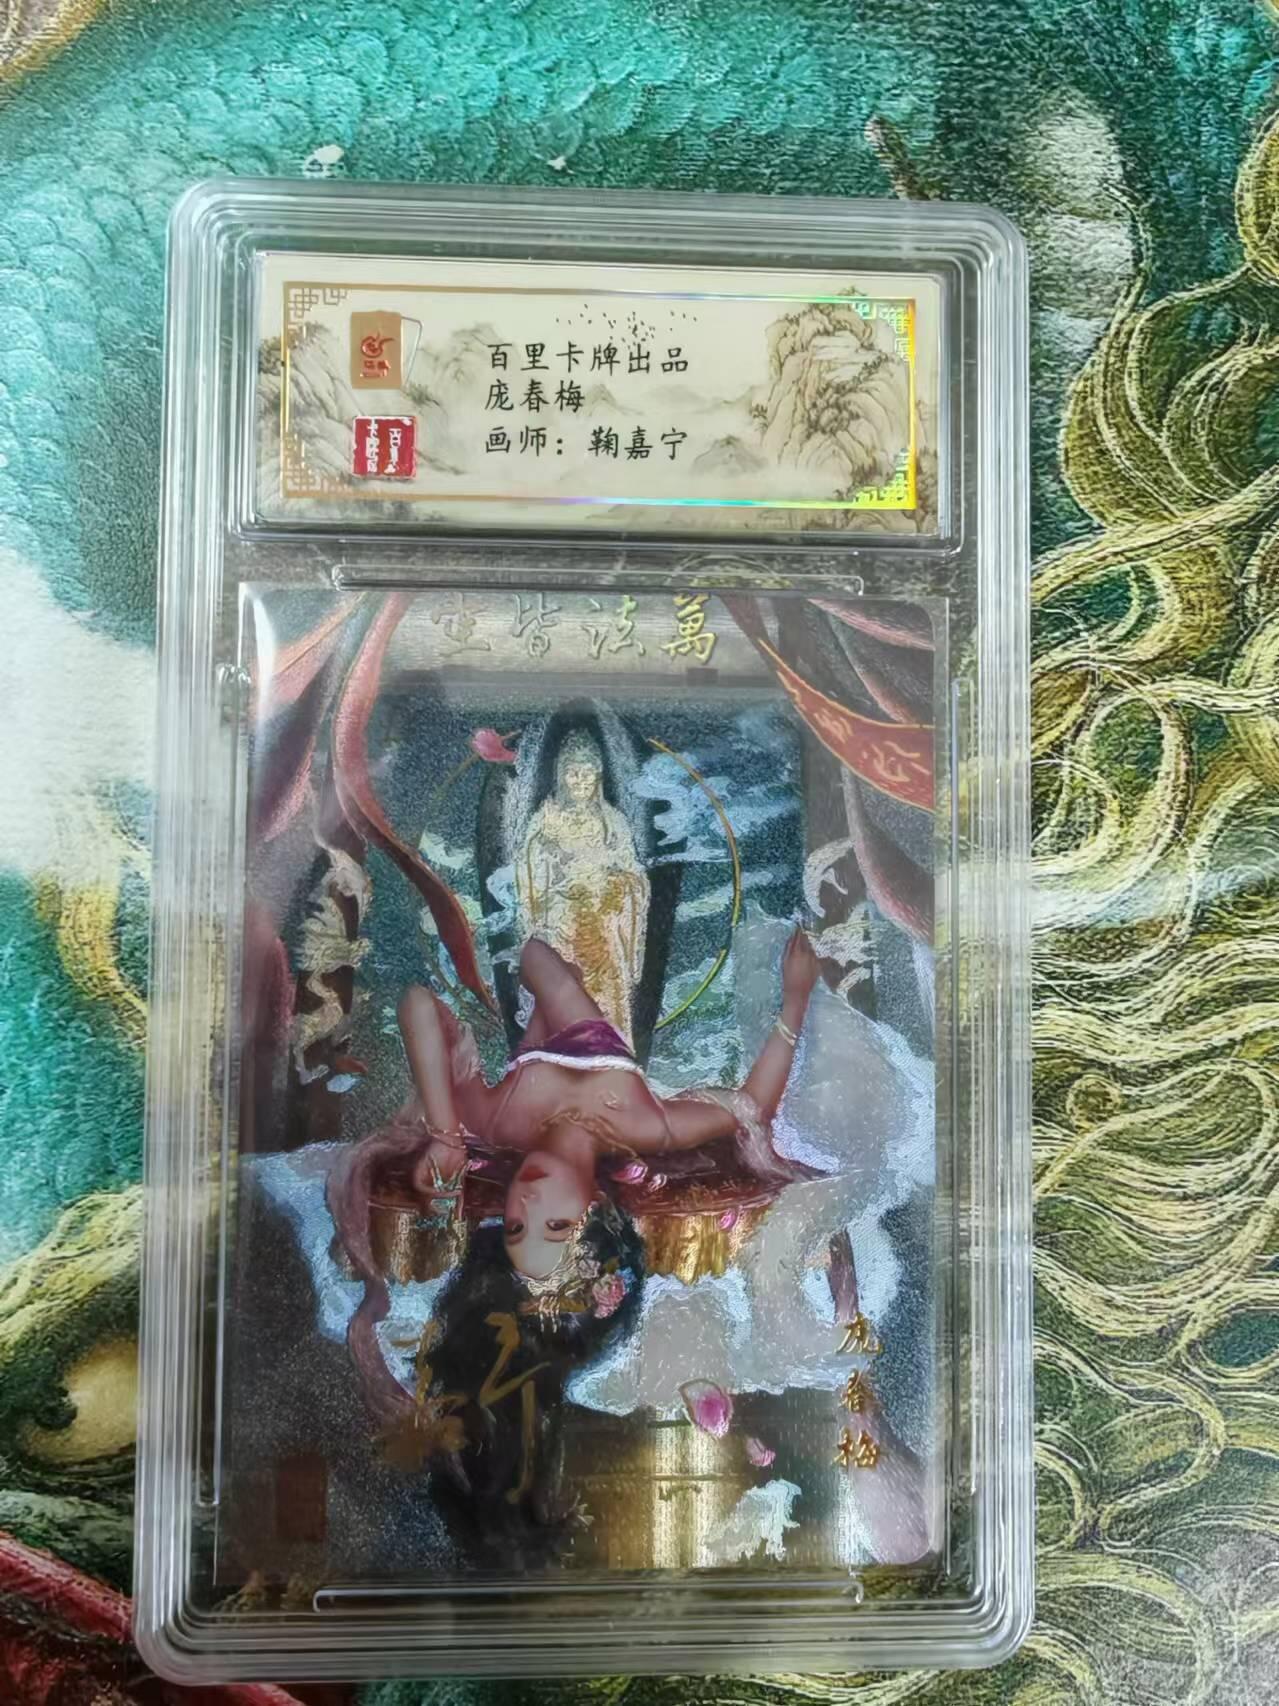 百里卡牌出品
庞春梅
画师：鞠嘉宁
萬法皆空
庞春梅